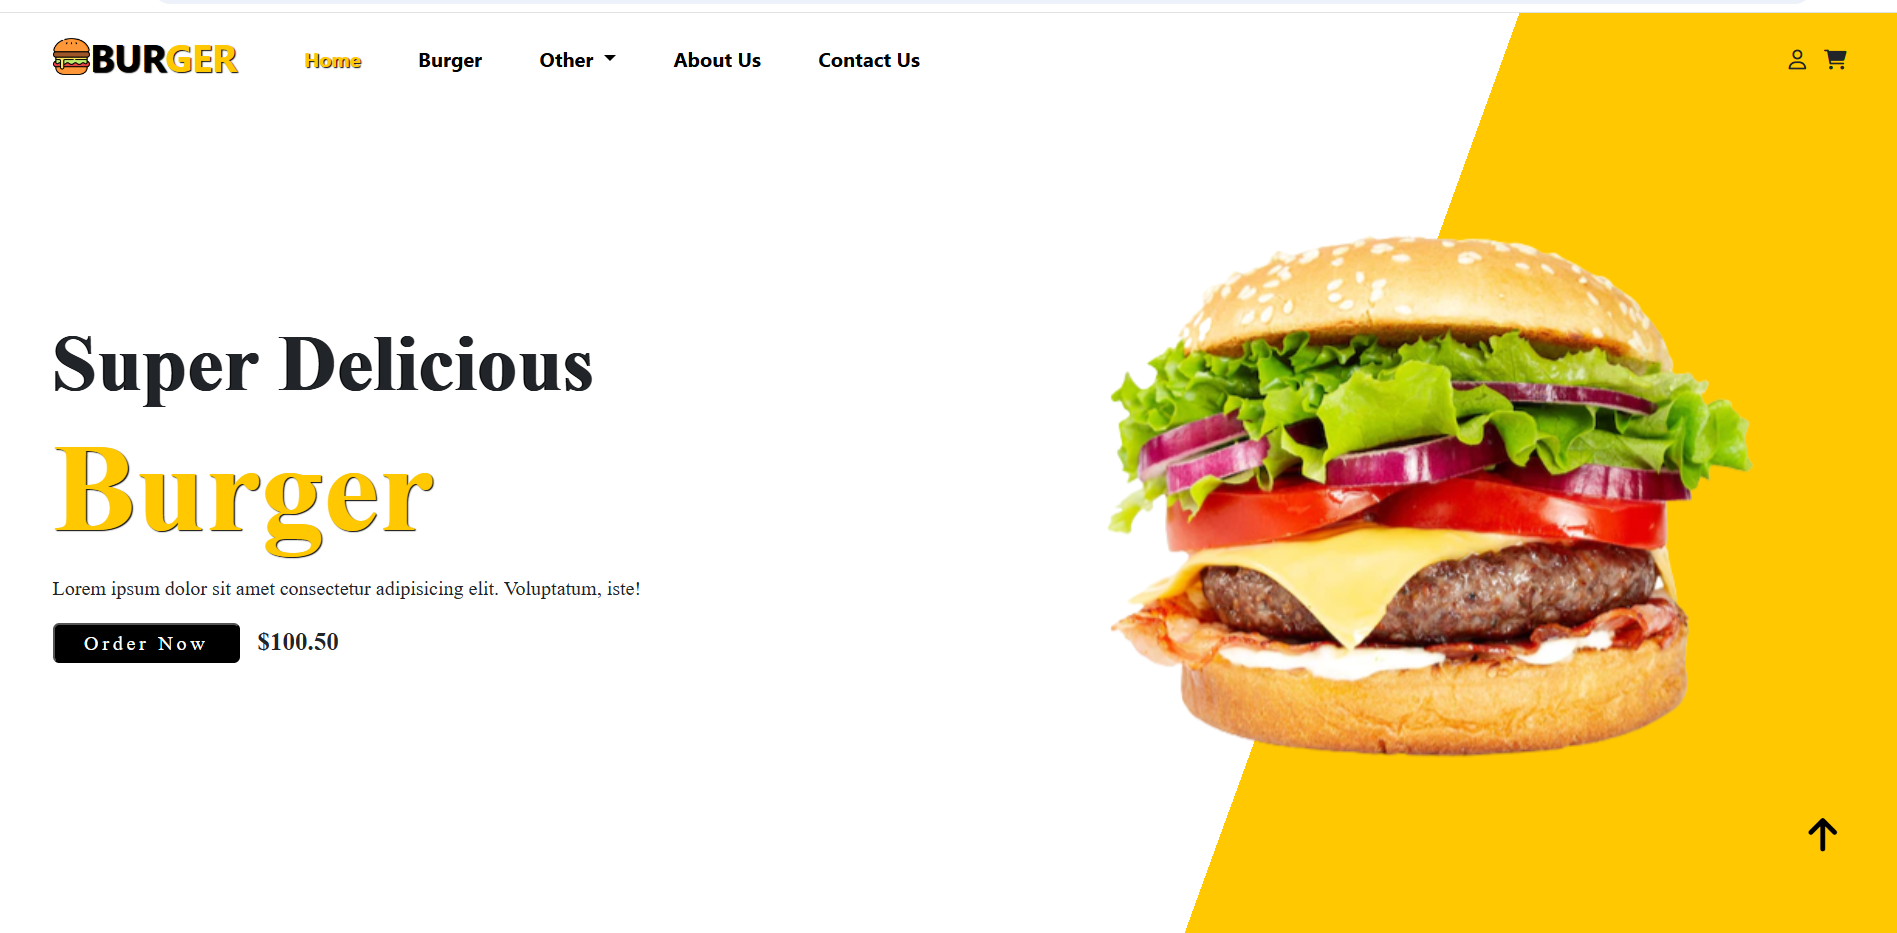 BURGER Home Burger Other About Us Contact Us
Super Delicious
Burger
Lorem ipsum dolor sit amet consectetur adipisicing elit. Voluptatum, iste!
Order Now $100.50